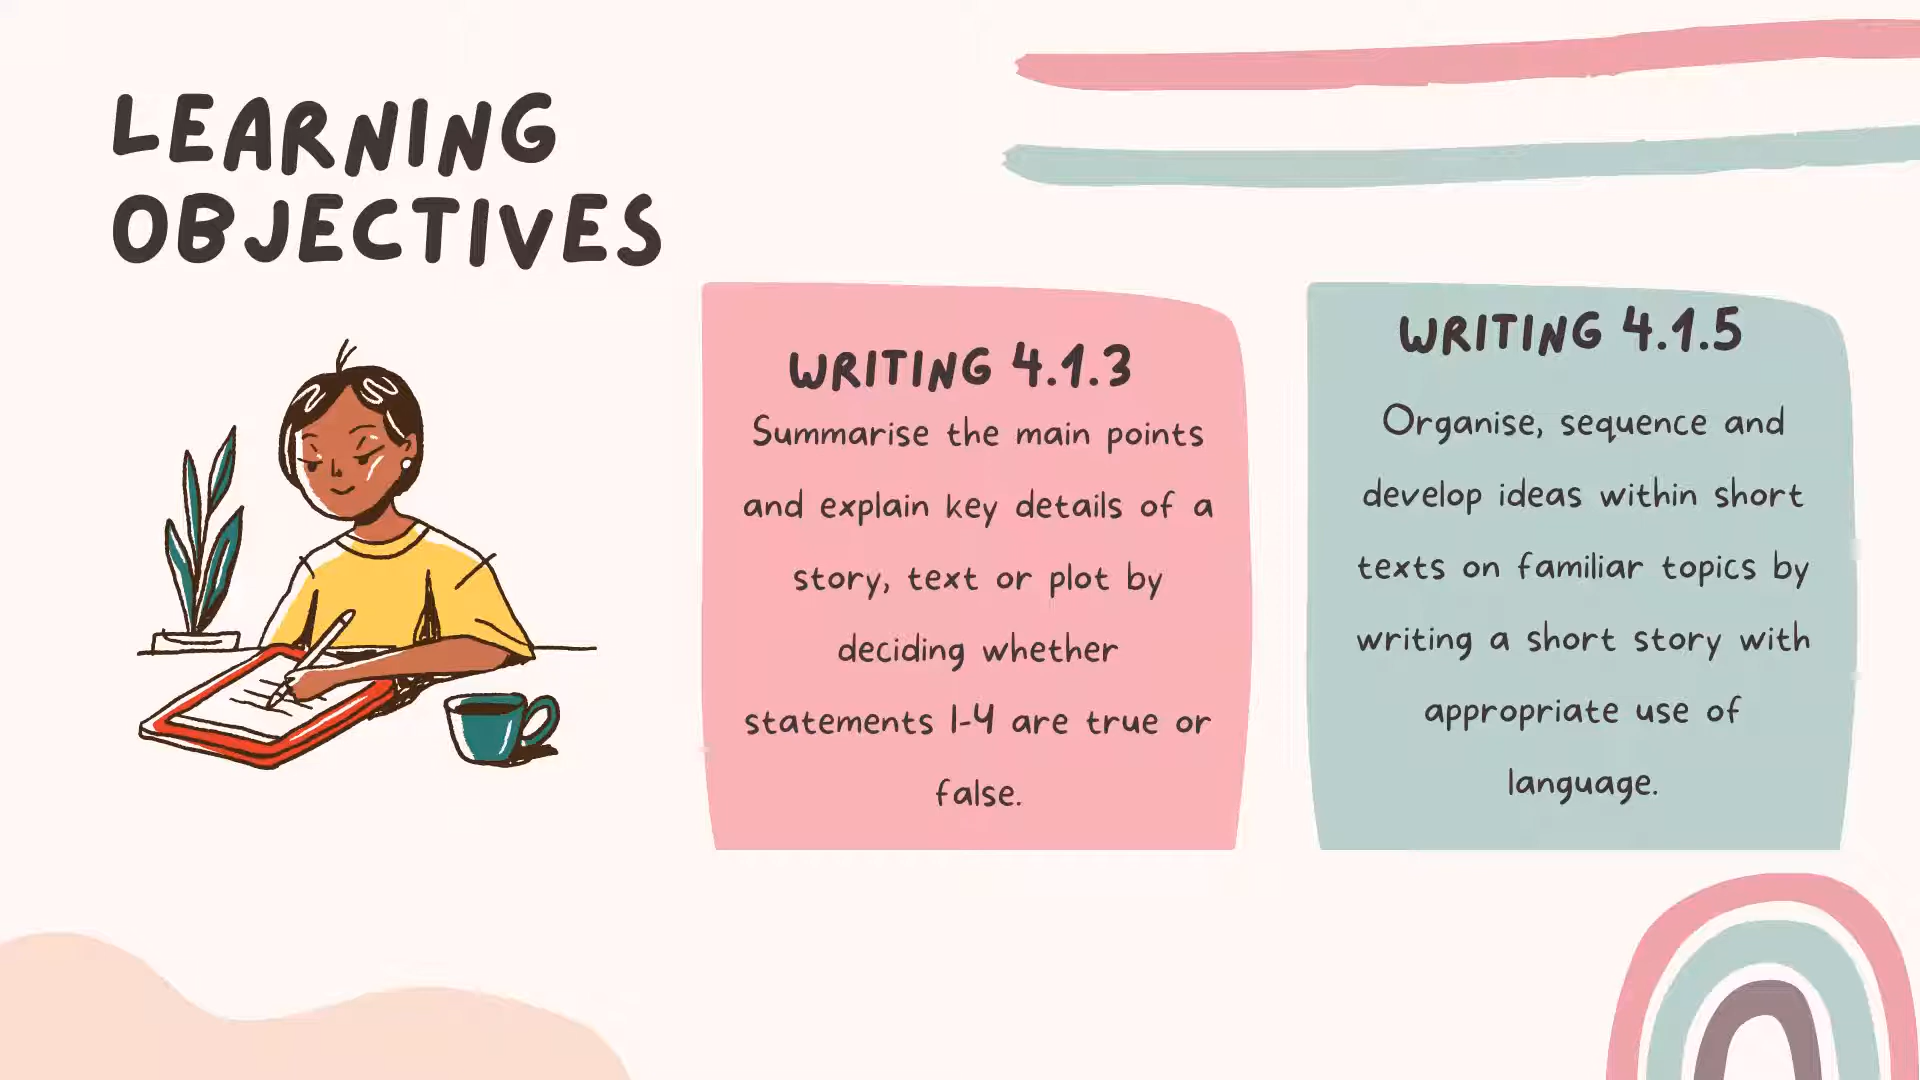 LEARNING
OBJECTIVES
WRITING 4.1.3
Summarise the main points
and explain key details of a
story, text or plot by
deciding whether
statements 1-4 are true or
false.
WRITING 4.1.5
Organise, sequence and
develop ideas within short
texts on familiar topics by
writing a short story with
appropriate use of
language.